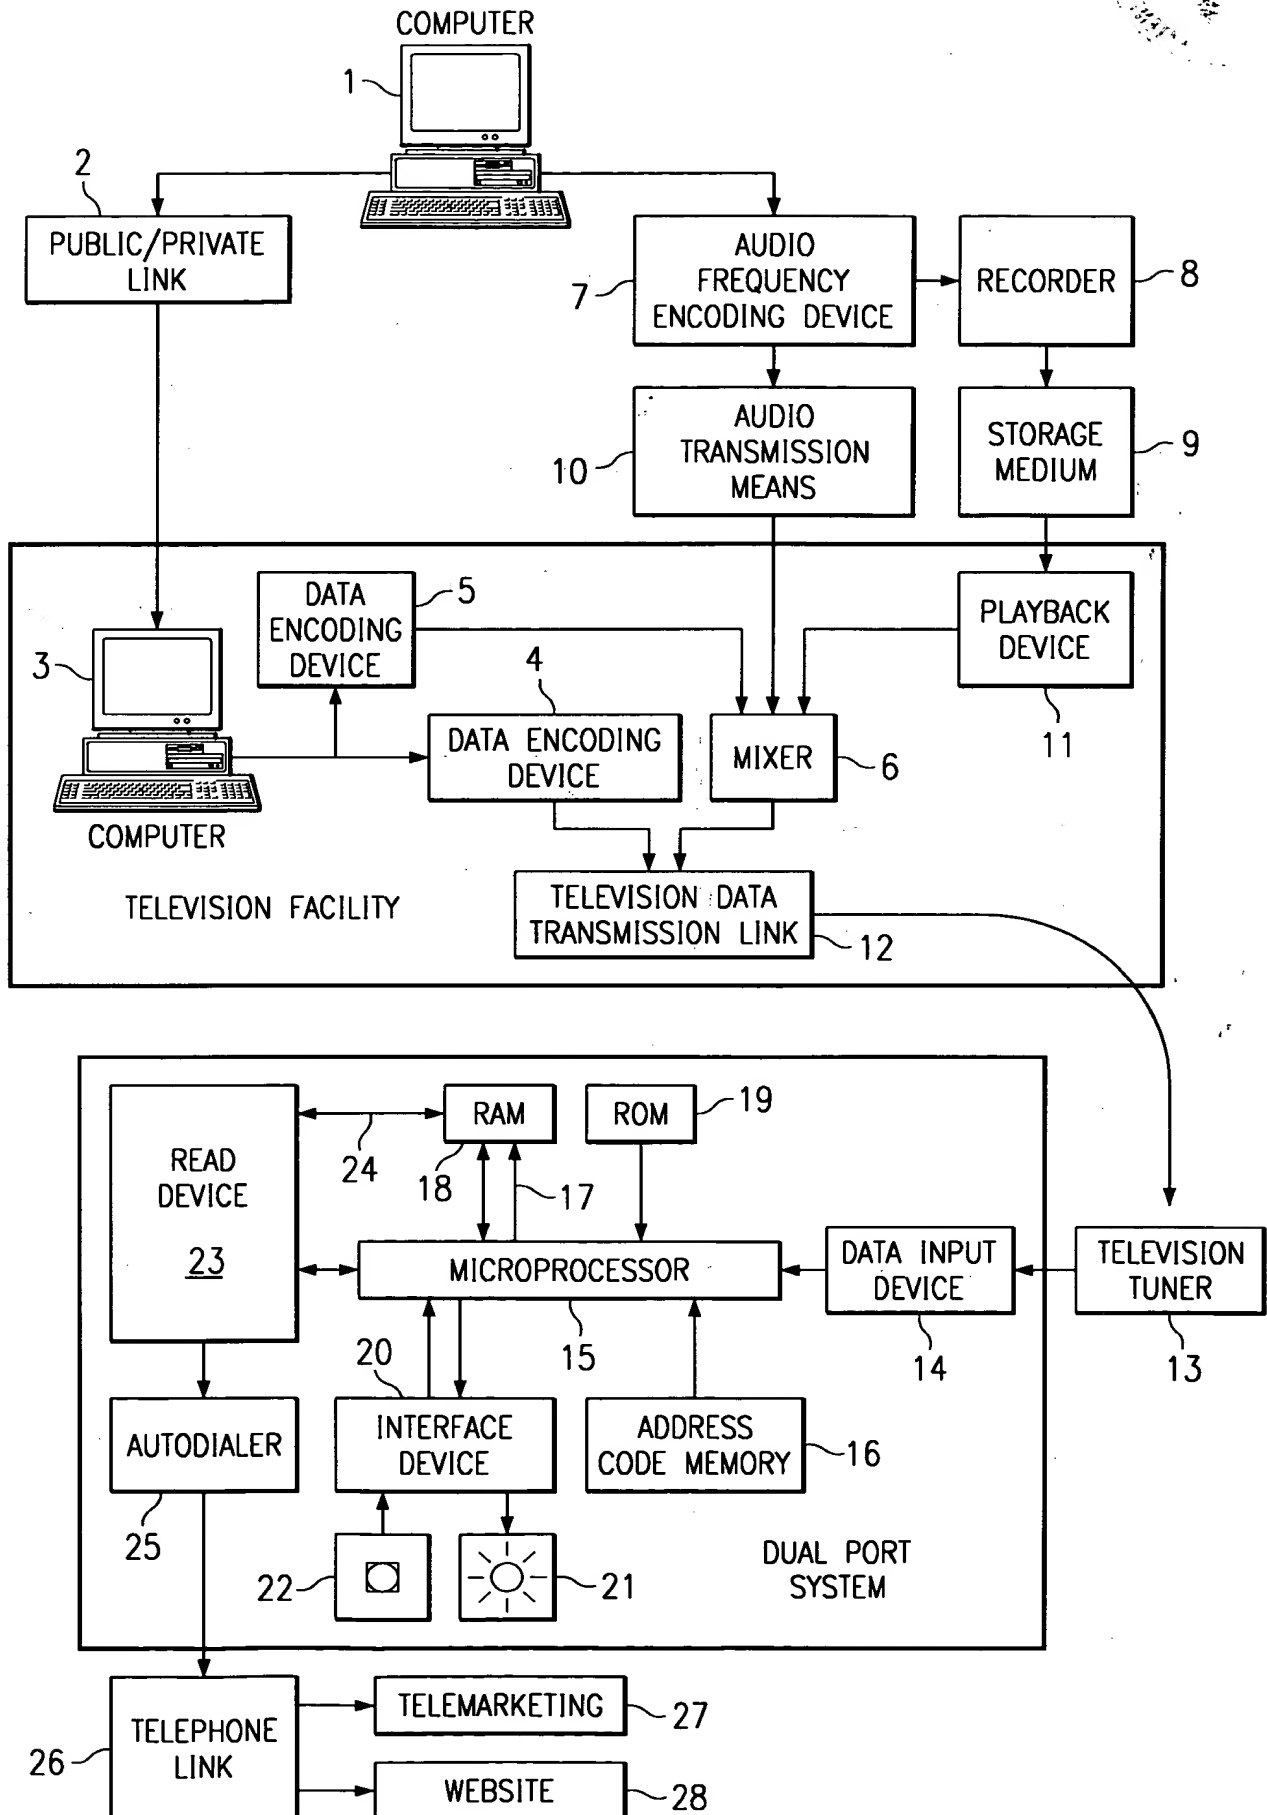 COMPUTER
1
2
PUBLIC/PRIVATE
LINK
AUDIO
FREQUENCY
ENCODING DEVICE
7
RECORDER
8
AUDIO
TRANSMISSION
MEANS
10
STORAGE
MEDIUM
9
DATA
ENCODING
DEVICE
5
PLAYBACK
DEVICE
11
3
COMPUTER
4
DATA ENCODING
DEVICE
MIXER
6
TELEVISION FACILITY
TELEVISION DATA
TRANSMISSION LINK
12
READ
DEVICE
23
24
RAM
18
17
ROM
19
MICROPROCESSOR
15
DATA INPUT
DEVICE
14
TELEVISION
TUNER
13
AUTODIALER
25
20
INTERFACE
DEVICE
ADDRESS
CODE MEMORY
16
22
21
DUAL PORT
SYSTEM
TELEPHONE
LINK
26
TELEMARKETING
27
WEBSITE
28